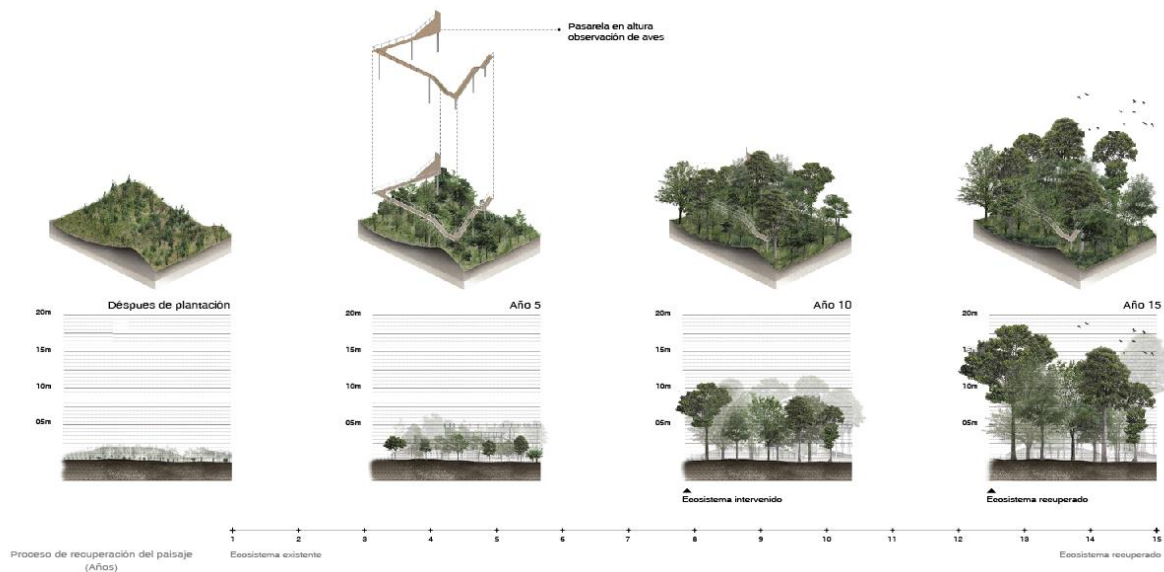 Pasarela en altura
observación de aves
Déspues de plantación
Año 5
Año 10
Año 15
20m
15m
10m
05m
20m
15m
10m
05m
20m
15m
10m
05m
20m
15
10m
05m
Ecosistema intervenido
Ecosistema recuperado
1 2 3 4 5 6 7 8 9 10 11 12 13 14 15
Proceso de recuperación del paisaje
(Años)
Ecosistema existente
Ecosistema recuperado